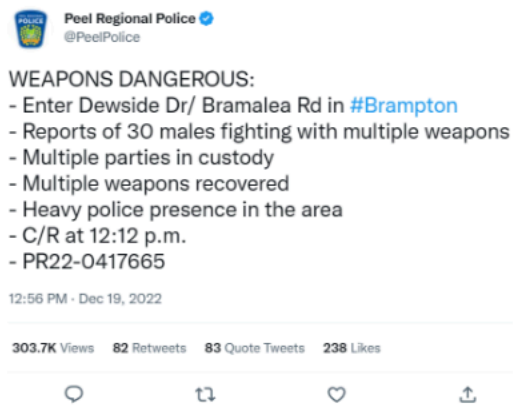 POLICE
Peel Regional Police
@PeelPolice
WEAPONS DANGEROUS:
- Enter Dewside Dr/ Bramalea Rd in #Brampton
- Reports of 30 males fighting with multiple weapons
- Multiple parties in custody
- Multiple weapons recovered
- Heavy police presence in the area
- C/R at 12:12 p.m.
- PR22-0417665
12:56 PM · Dec 19, 2022
303.7K Views 82 Retweets 83 Quote Tweets 238 Likes